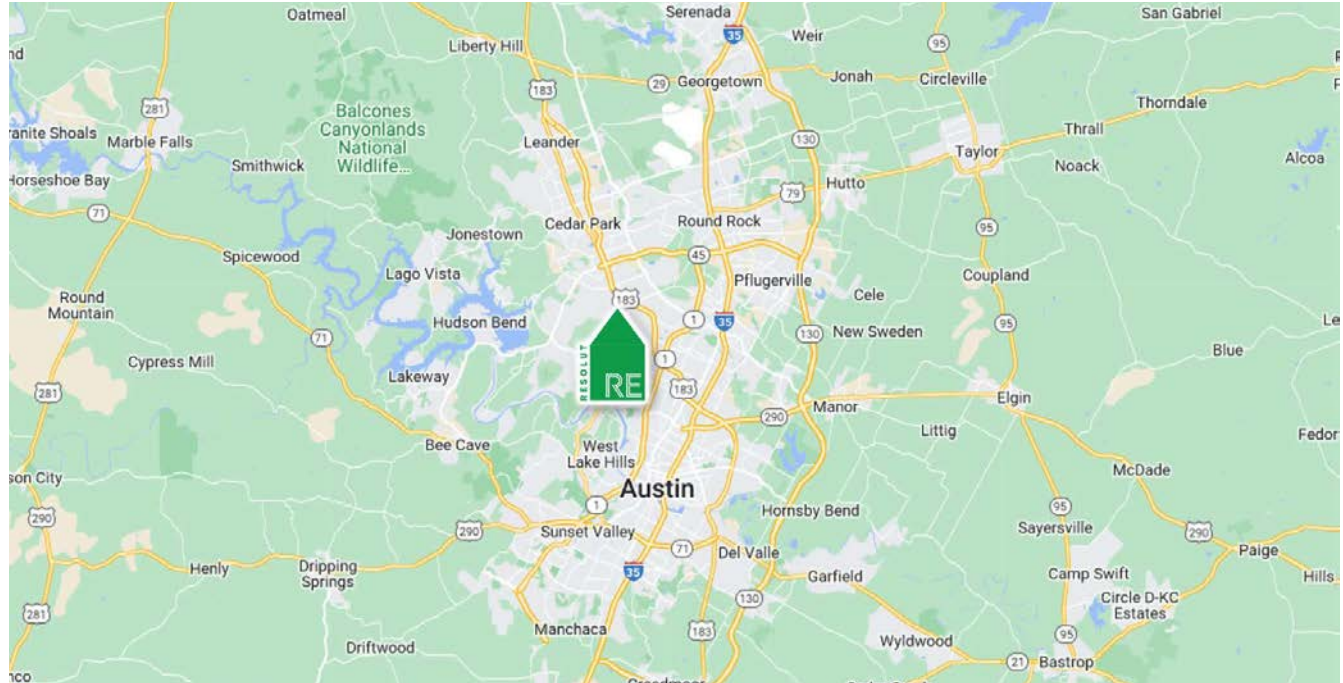 Oatmeal
Serenada
San Gabriel
35
Weir
95
Liberty Hill
29
Georgetown
Jonah
Circleville
183
281
Balcones
Canyonlands
National
Wildlife...
Thorndale
Marble Falls
Leander
130
Thrall
Smithwick
Taylor
Noack
Alcoa
Horseshoe Bay
79
Hutto
71
Cedar Park
Round Rock
95
Jonestown
Spicewood
45
Lago Vista
Pflugerville
Coupland
Round
Mountain
183
Cele
Hudson Bend
1
35
New Sweden
95
71
130
Blue
Cypress Mill
RESOLUT
RE
1
Lakeway
183
281
290
Manor
Elgin
Littig
Bee Cave
West
Lake Hills
McDade
Austin
1
Hornsby Bend
95
Sayersville
290
290
Sunset Valley
290
71
Del Valle
Paige
Henly
Dripping
Springs
35
Garfield
Camp Swift
Hills
Circle D-KC
Estates
281
130
Manchaca
183
Driftwood
Wyldwood
95
21
Bastrop